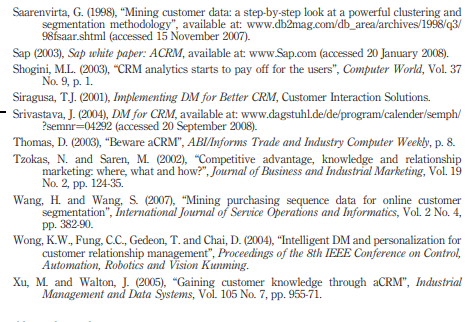 Saarenvirta, G. (1998), “Mining customer data: a step-by-step look at a powerful clustering and
segmentation methodology”, available at: www.db2mag.com/db_area/archives/1998/q3/
98fsaar.shtml (accessed 15 November 2007).
Sap (2003), Sap white paper: ACRM, available at: www.Sap.com (accessed 20 January 2008).
Shogini, M.L. (2003), “CRM analytics starts to pay off for the users”, Computer World, Vol. 37
No. 9, p. 1.
Siragusa, T.J. (2001), Implementing DM for Better CRM, Customer Interaction Solutions.
Srivastava, J. (2004), DM for CRM, available at: www.dagstuhl.de/de/program/calender/semph/
?semnr=04292 (accessed 20 September 2008).
Thomas, D. (2003), “Beware aCRM”, ABI/Informs Trade and Industry Computer Weekly, p. 8.
Tzokas, N. and Saren, M. (2002), “Competitive advantage, knowledge and relationship
marketing: where, what and how?”, Journal of Business and Industrial Marketing, Vol. 19
No. 2, pp. 124-35.
Wang, H. and Wang, S. (2007), “Mining purchasing sequence data for online customer
segmentation”, International Journal of Service Operations and Informatics, Vol. 2 No. 4,
pp. 382-90.
Wong, K.W., Fung, C.C., Gedeon, T. and Chai, D. (2004), “Intelligent DM and personalization for
customer relationship management”, Proceedings of the 8th IEEE Conference on Control,
Automation, Robotics and Vision Kunming.
Xu, M. and Walton, J. (2005), “Gaining customer knowledge through aCRM”, Industrial
Management and Data Systems, Vol. 105 No. 7, pp. 955-71.